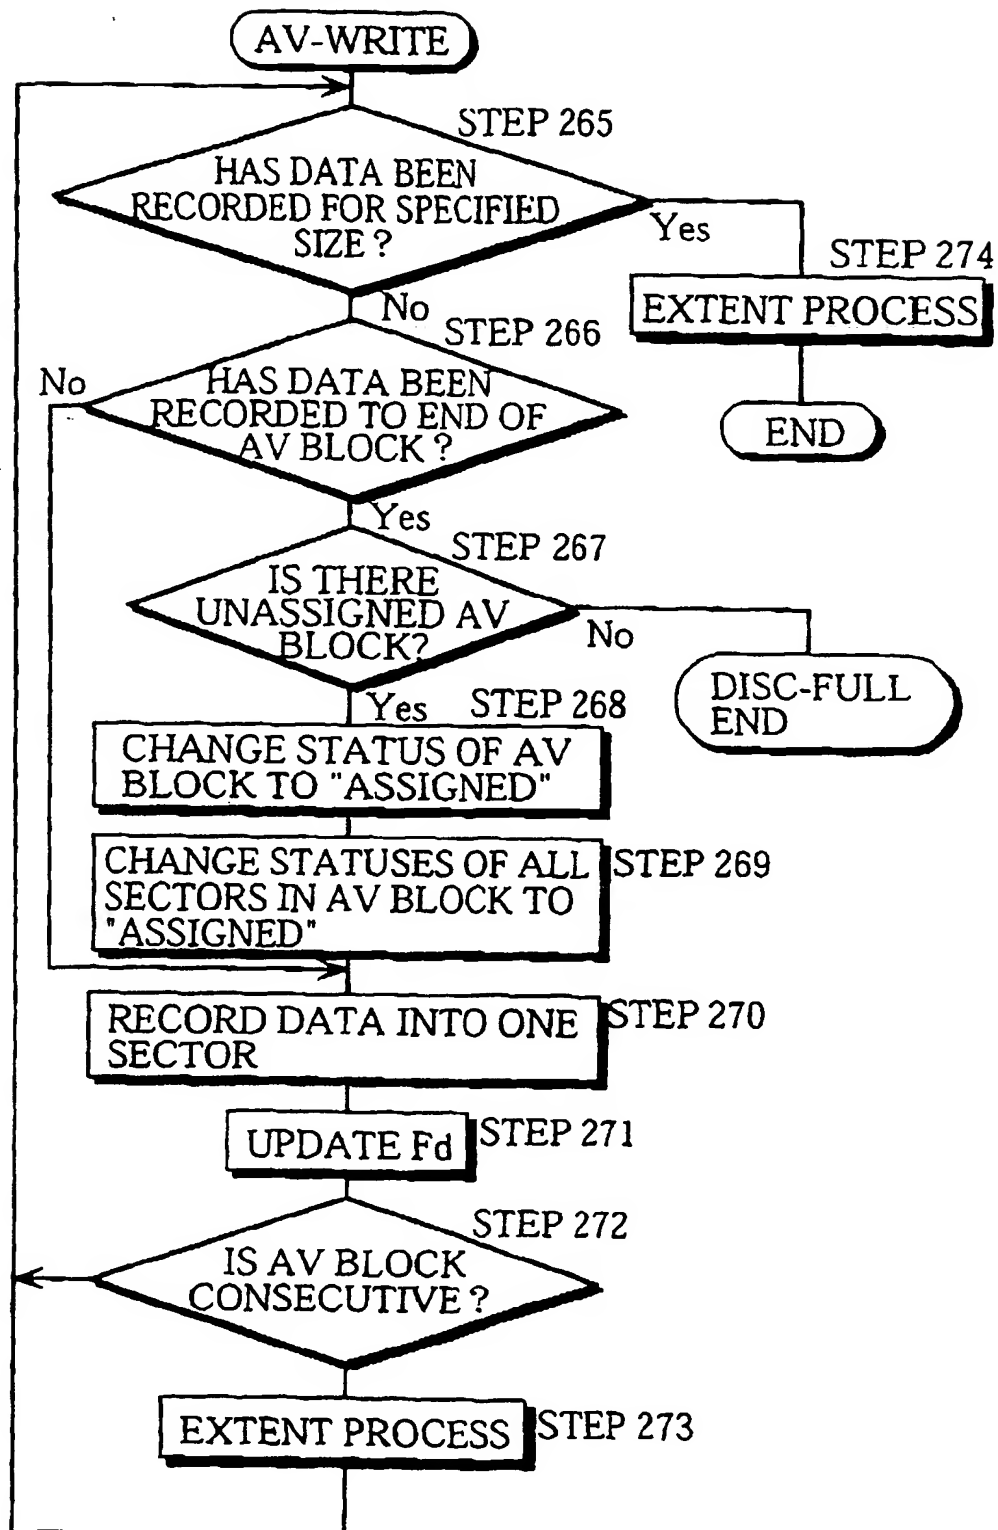 AV-WRITE
STEP 265
HAS DATA BEEN
RECORDED FOR SPECIFIED
SIZE ?
Yes
STEP 274
EXTENT PROCESS
END
No
STEP 266
No
HAS DATA BEEN
RECORDED TO END OF
AV BLOCK ?
Yes
STEP 267
IS THERE
UNASSIGNED AV
BLOCK?
No
DISC-FULL
END
Yes
STEP 268
CHANGE STATUS OF AV
BLOCK TO "ASSIGNED"
CHANGE STATUSES OF ALL
SECTORS IN AV BLOCK TO
"ASSIGNED"
STEP 269
RECORD DATA INTO ONE
SECTOR
STEP 270
UPDATE Fd
STEP 271
STEP 272
IS AV BLOCK
CONSECUTIVE ?
EXTENT PROCESS
STEP 273